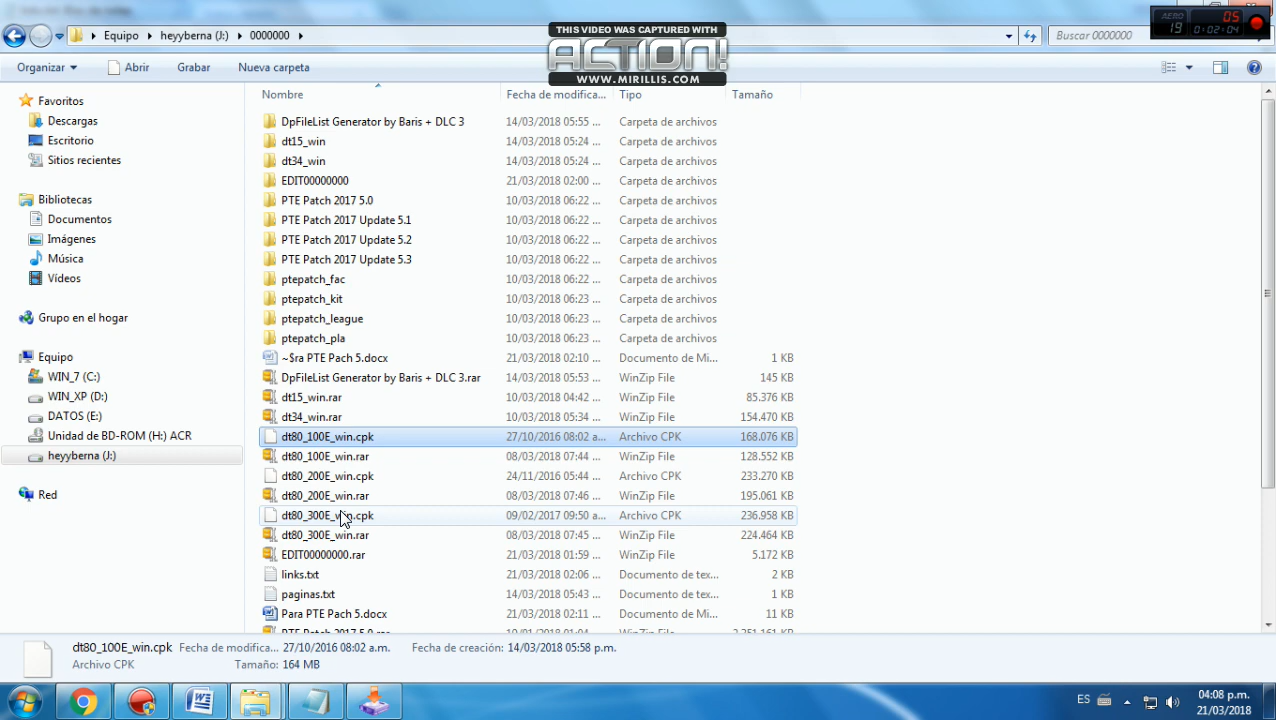 THIS VIDEO WAS CAPTURED WITH
ACTION!
WWW.MIRILLIS.COM
AERO 19 05 0:02:04
Equipo ▸ heyyberna (J:) ▸ 0000000 ▸
Buscar 0000000
Organizar Abrir Grabar Nueva carpeta
Nombre Fecha de modifica... Tipo Tamaño
Favoritos
Descargas
Escritorio
Sitios recientes
Bibliotecas
Documentos
Imágenes
Música
Vídeos
Grupo en el hogar
Equipo
WIN_7 (C:)
WIN_XP (D:)
DATOS (E:)
Unidad de BD-ROM (H:) ACR
heyyberna (J:)
Red
DpFileList Generator by Baris + DLC 3 14/03/2018 05:55 ... Carpeta de archivos
dt15_win 14/03/2018 05:24 ... Carpeta de archivos
dt34_win 14/03/2018 05:24 ... Carpeta de archivos
EDIT00000000 21/03/2018 02:00 ... Carpeta de archivos
PTE Patch 2017 5.0 10/03/2018 06:22 ... Carpeta de archivos
PTE Patch 2017 Update 5.1 10/03/2018 06:22 ... Carpeta de archivos
PTE Patch 2017 Update 5.2 10/03/2018 06:22 ... Carpeta de archivos
PTE Patch 2017 Update 5.3 10/03/2018 06:22 ... Carpeta de archivos
ptepatch_fac 10/03/2018 06:22 ... Carpeta de archivos
ptepatch_kit 10/03/2018 06:23 ... Carpeta de archivos
ptepatch_league 10/03/2018 06:23 ... Carpeta de archivos
ptepatch_pla 10/03/2018 06:23 ... Carpeta de archivos
~$ra PTE Pach 5.docx 21/03/2018 02:10 ... Documento de Mi... 1 KB
DpFileList Generator by Baris + DLC 3.rar 14/03/2018 05:53 ... WinZip File 145 KB
dt15_win.rar 10/03/2018 04:42 ... WinZip File 85.376 KB
dt34_win.rar 10/03/2018 05:34 ... WinZip File 154.470 KB
dt80_100E_win.cpk 27/10/2016 08:02 a... Archivo CPK 168.076 KB
dt80_100E_win.rar 08/03/2018 07:44 ... WinZip File 128.552 KB
dt80_200E_win.cpk 24/11/2016 05:44 ... Archivo CPK 233.270 KB
dt80_200E_win.rar 08/03/2018 07:46 ... WinZip File 195.061 KB
dt80_300E_win.cpk 09/02/2017 09:50 a... Archivo CPK 236.958 KB
dt80_300E_win.rar 08/03/2018 07:45 ... WinZip File 224.464 KB
EDIT00000000.rar 21/03/2018 01:59 ... WinZip File 5.172 KB
links.txt 21/03/2018 02:06 ... Documento de tex... 2 KB
paginas.txt 14/03/2018 05:43 ... Documento de tex... 1 KB
Para PTE Pach 5.docx 21/03/2018 02:11 ... Documento de Mi... 11 KB
dt80_100E_win.cpk Fecha de modifica... 27/10/2016 08:02 a.m. Fecha de creación: 14/03/2018 05:58 p.m.
Archivo CPK Tamaño: 164 MB
ES 04:08 p.m.
21/03/2018